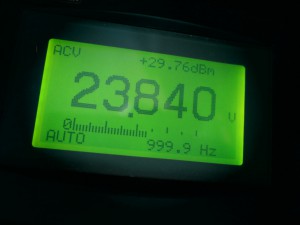 ACV
+29.76dBm
23.840 V
0
AUTO
999.9 Hz